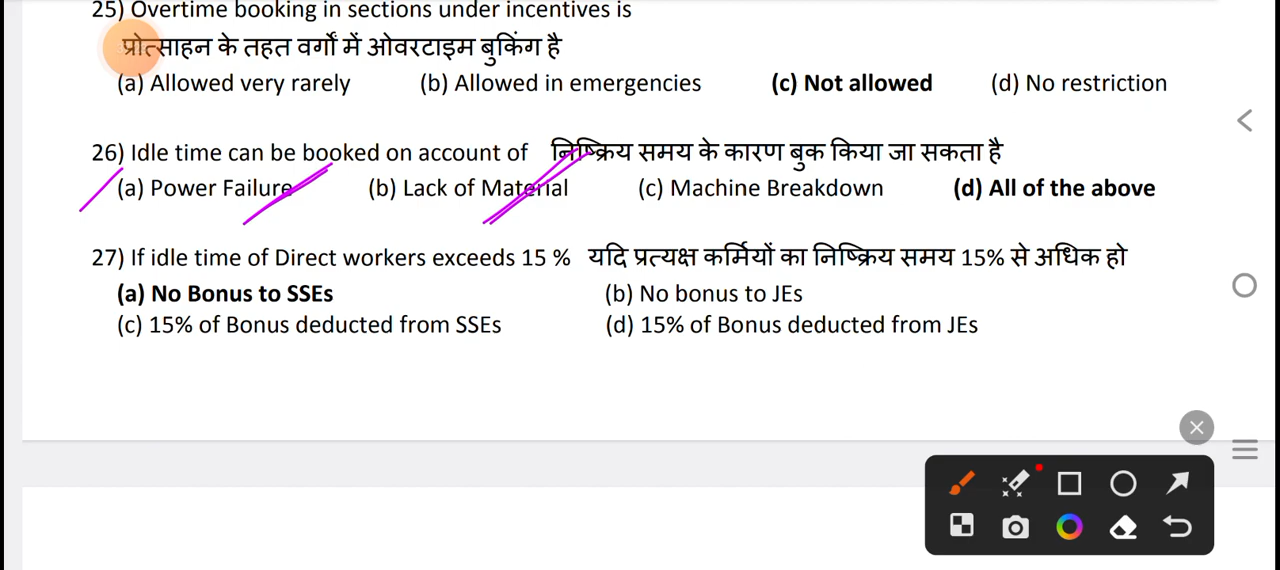 25) Overtime booking in sections under incentives is
प्रोत्साहन के तहत वर्गों में ओवरटाइम बुकिंग है
(a) Allowed very rarely (b) Allowed in emergencies (c) Not allowed (d) No restriction
26) Idle time can be booked on account of निष्क्रिय समय के कारण बुक किया जा सकता है
(a) Power Failure (b) Lack of Material (c) Machine Breakdown (d) All of the above
27) If idle time of Direct workers exceeds 15 % यदि प्रत्यक्ष कर्मियों का निष्क्रिय समय 15% से अधिक हो
(a) No Bonus to SSEs (b) No bonus to JEs
(c) 15% of Bonus deducted from SSEs (d) 15% of Bonus deducted from JEs